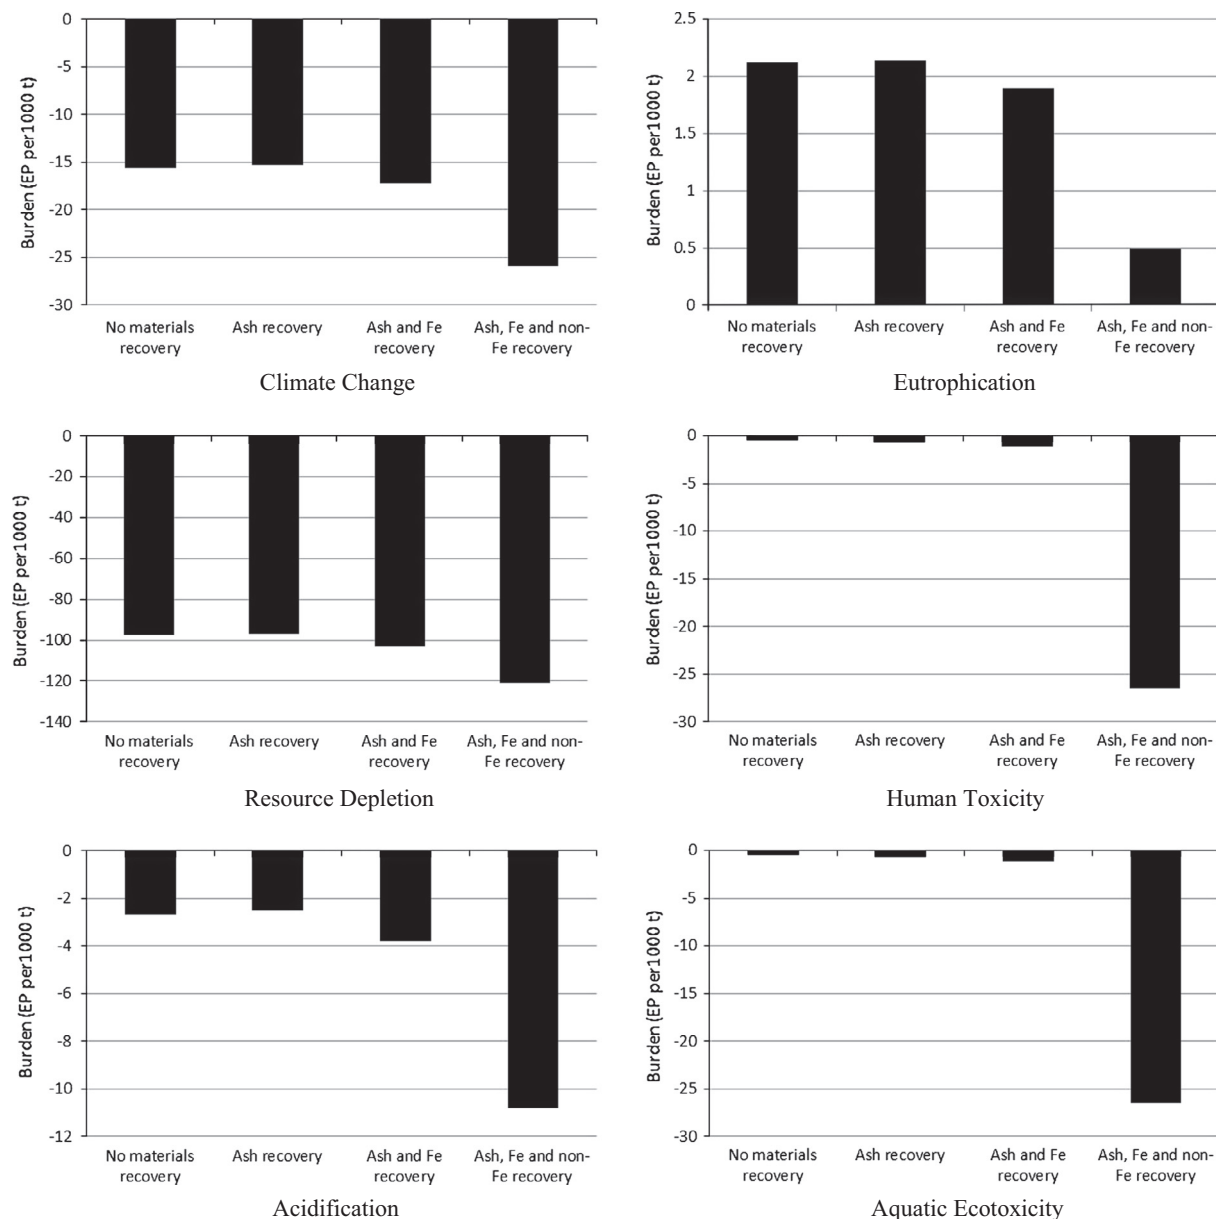 0
-5
-10
-15
-20
-25
-30
Burden (EP per1000 t)
No materials recovery
Ash recovery
Ash and Fe recovery
Ash, Fe and non-Fe recovery
Climate Change
2.5
2
1.5
1
0.5
0
Burden (EP per1000 t)
No materials recovery
Ash recovery
Ash and Fe recovery
Ash, Fe and non-Fe recovery
Eutrophication
0
-20
-40
-60
-80
-100
-120
-140
Burden (EP per1000 t)
No materials recovery
Ash recovery
Ash and Fe recovery
Ash, Fe and non-Fe recovery
Resource Depletion
0
-5
-10
-15
-20
-25
-30
Burden (EP per1000 t)
No materials recovery
Ash recovery
Ash and Fe recovery
Ash, Fe and non-Fe recovery
Human Toxicity
0
-2
-4
-6
-8
-10
-12
Burden (EP per1000 t)
No materials recovery
Ash recovery
Ash and Fe recovery
Ash, Fe and non-Fe recovery
Acidification
0
-5
-10
-15
-20
-25
-30
Burden (EP per1000 t)
No materials recovery
Ash recovery
Ash and Fe recovery
Ash, Fe and non-Fe recovery
Aquatic Ecotoxicity